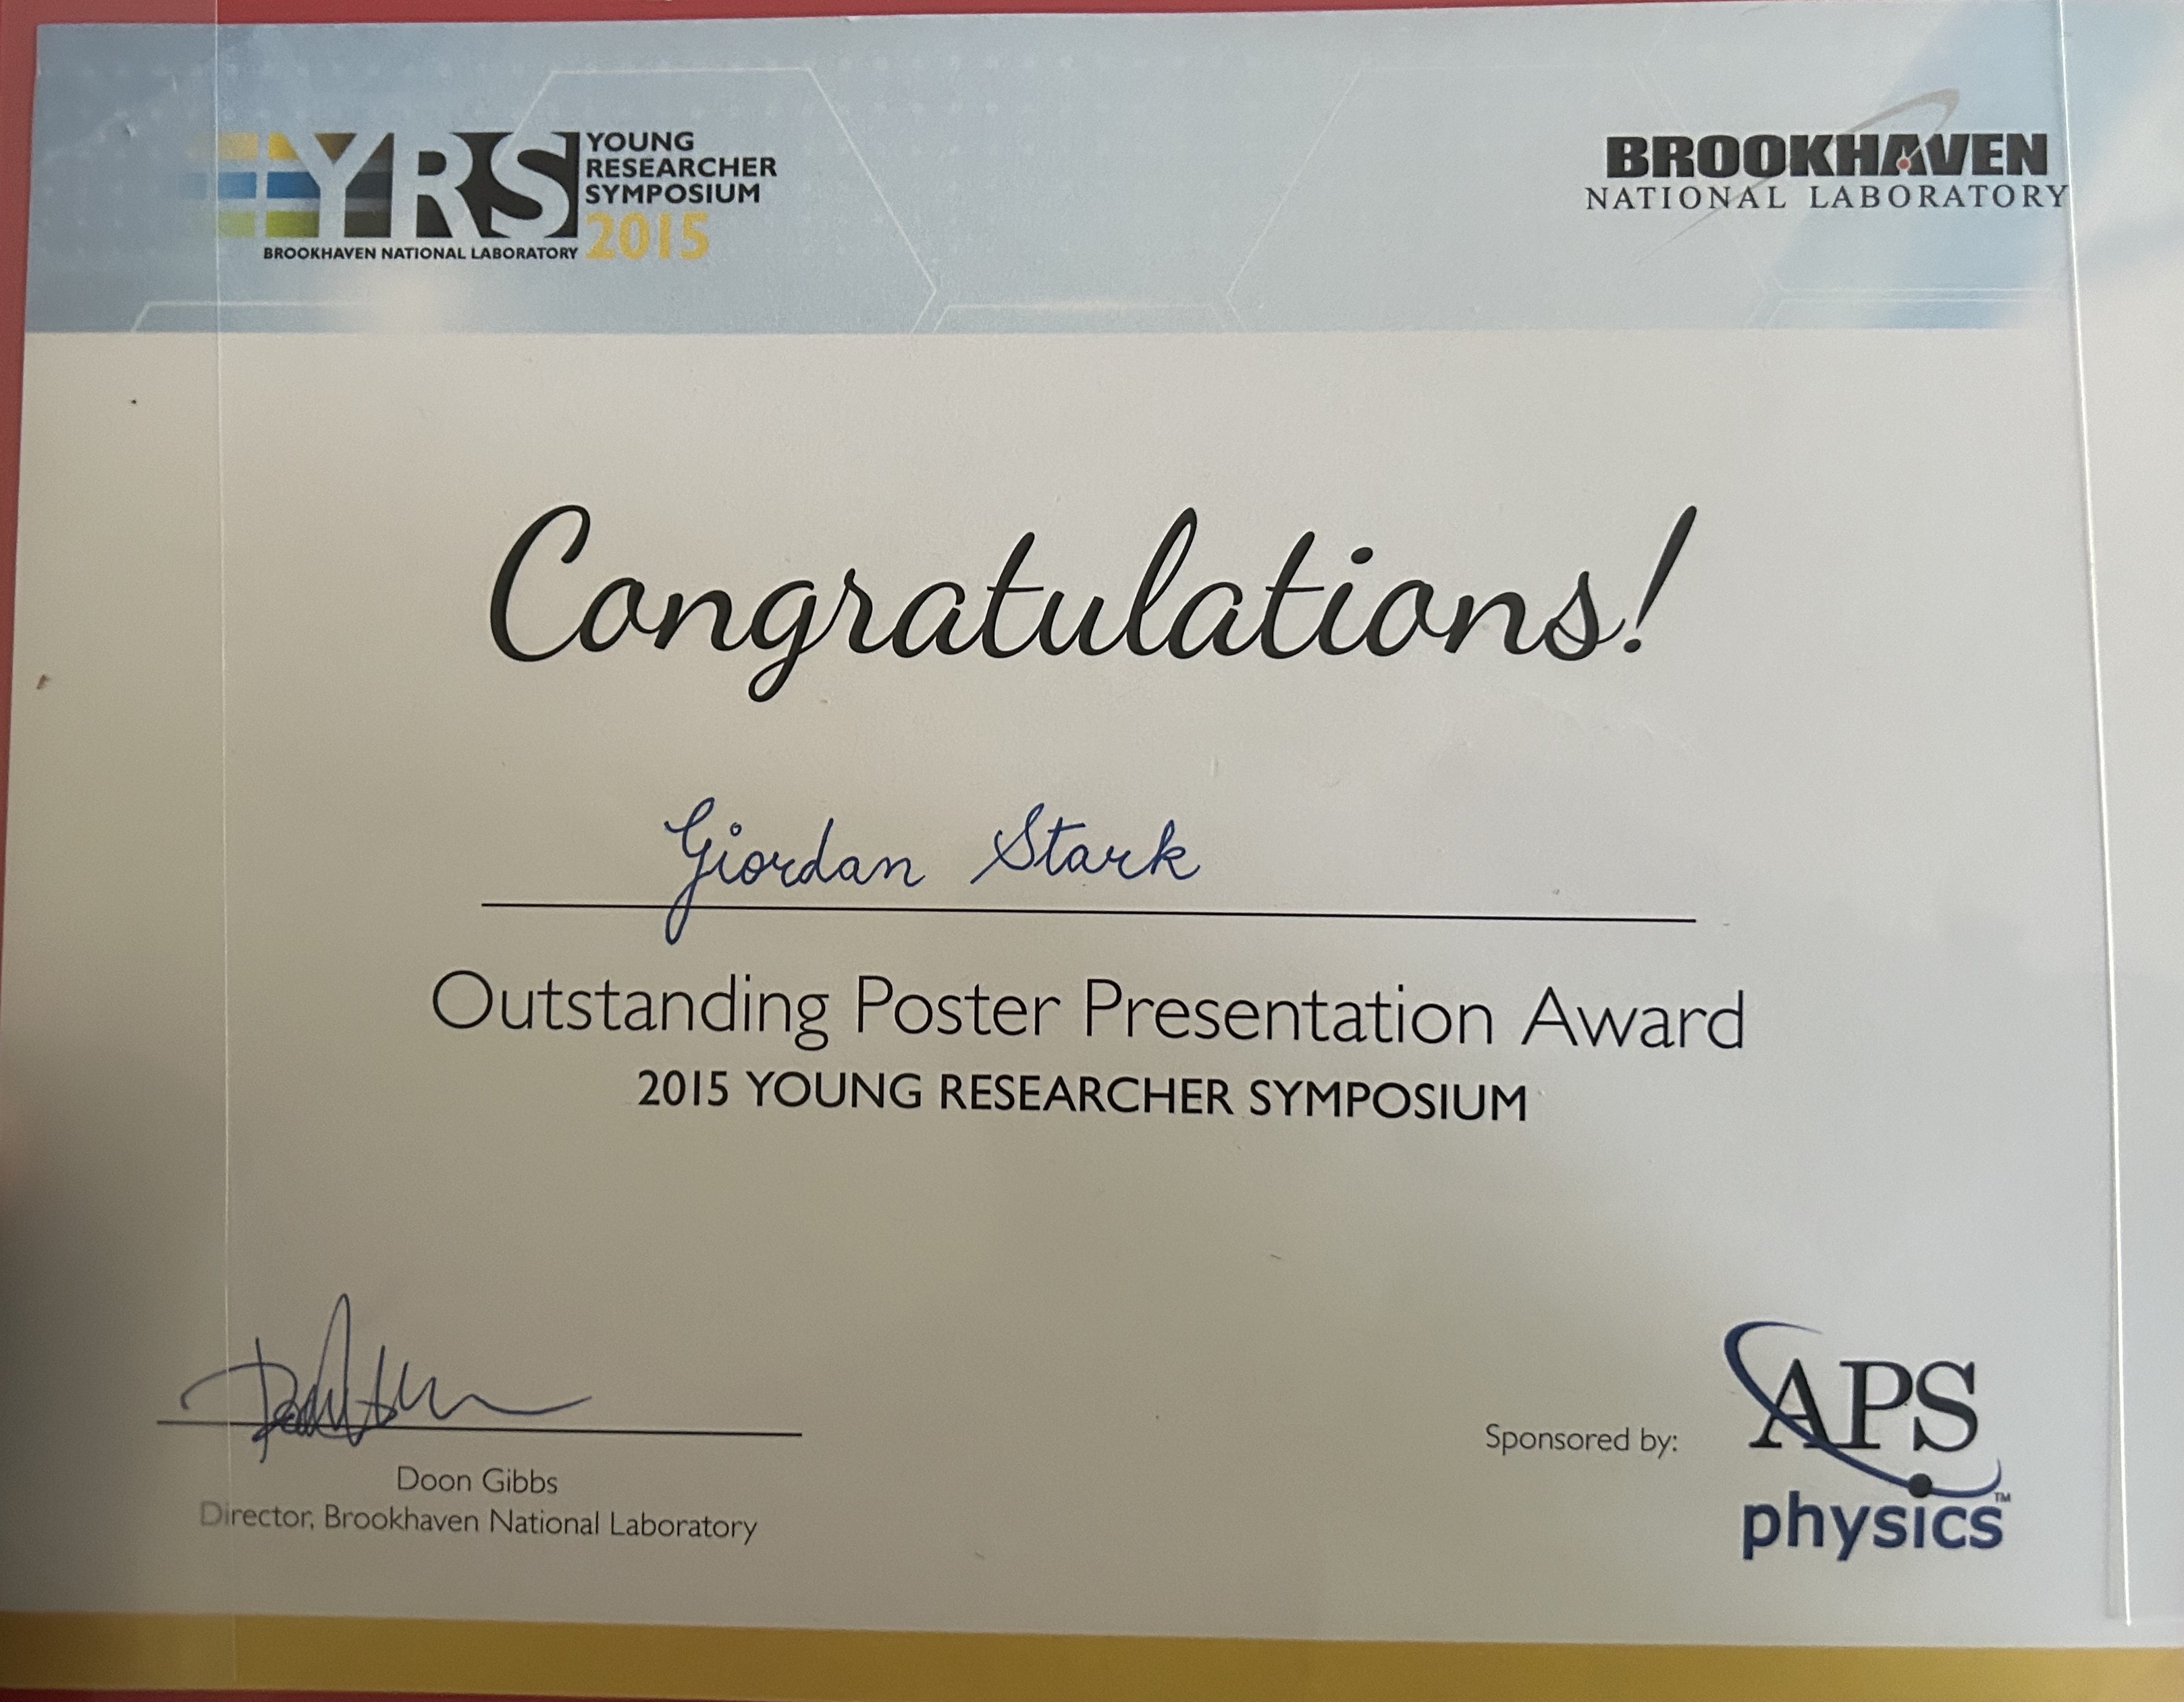 YRS
YOUNG
RESEARCHER
SYMPOSIUM
2015
BROOKHAVEN NATIONAL LABORATORY
BROOKHAVEN
NATIONAL LABORATORY
Congratulations!
Giordan Stark
Outstanding Poster Presentation Award
2015 YOUNG RESEARCHER SYMPOSIUM
Doon Gibbs
Director, Brookhaven National Laboratory
Sponsored by:
APS
physics™